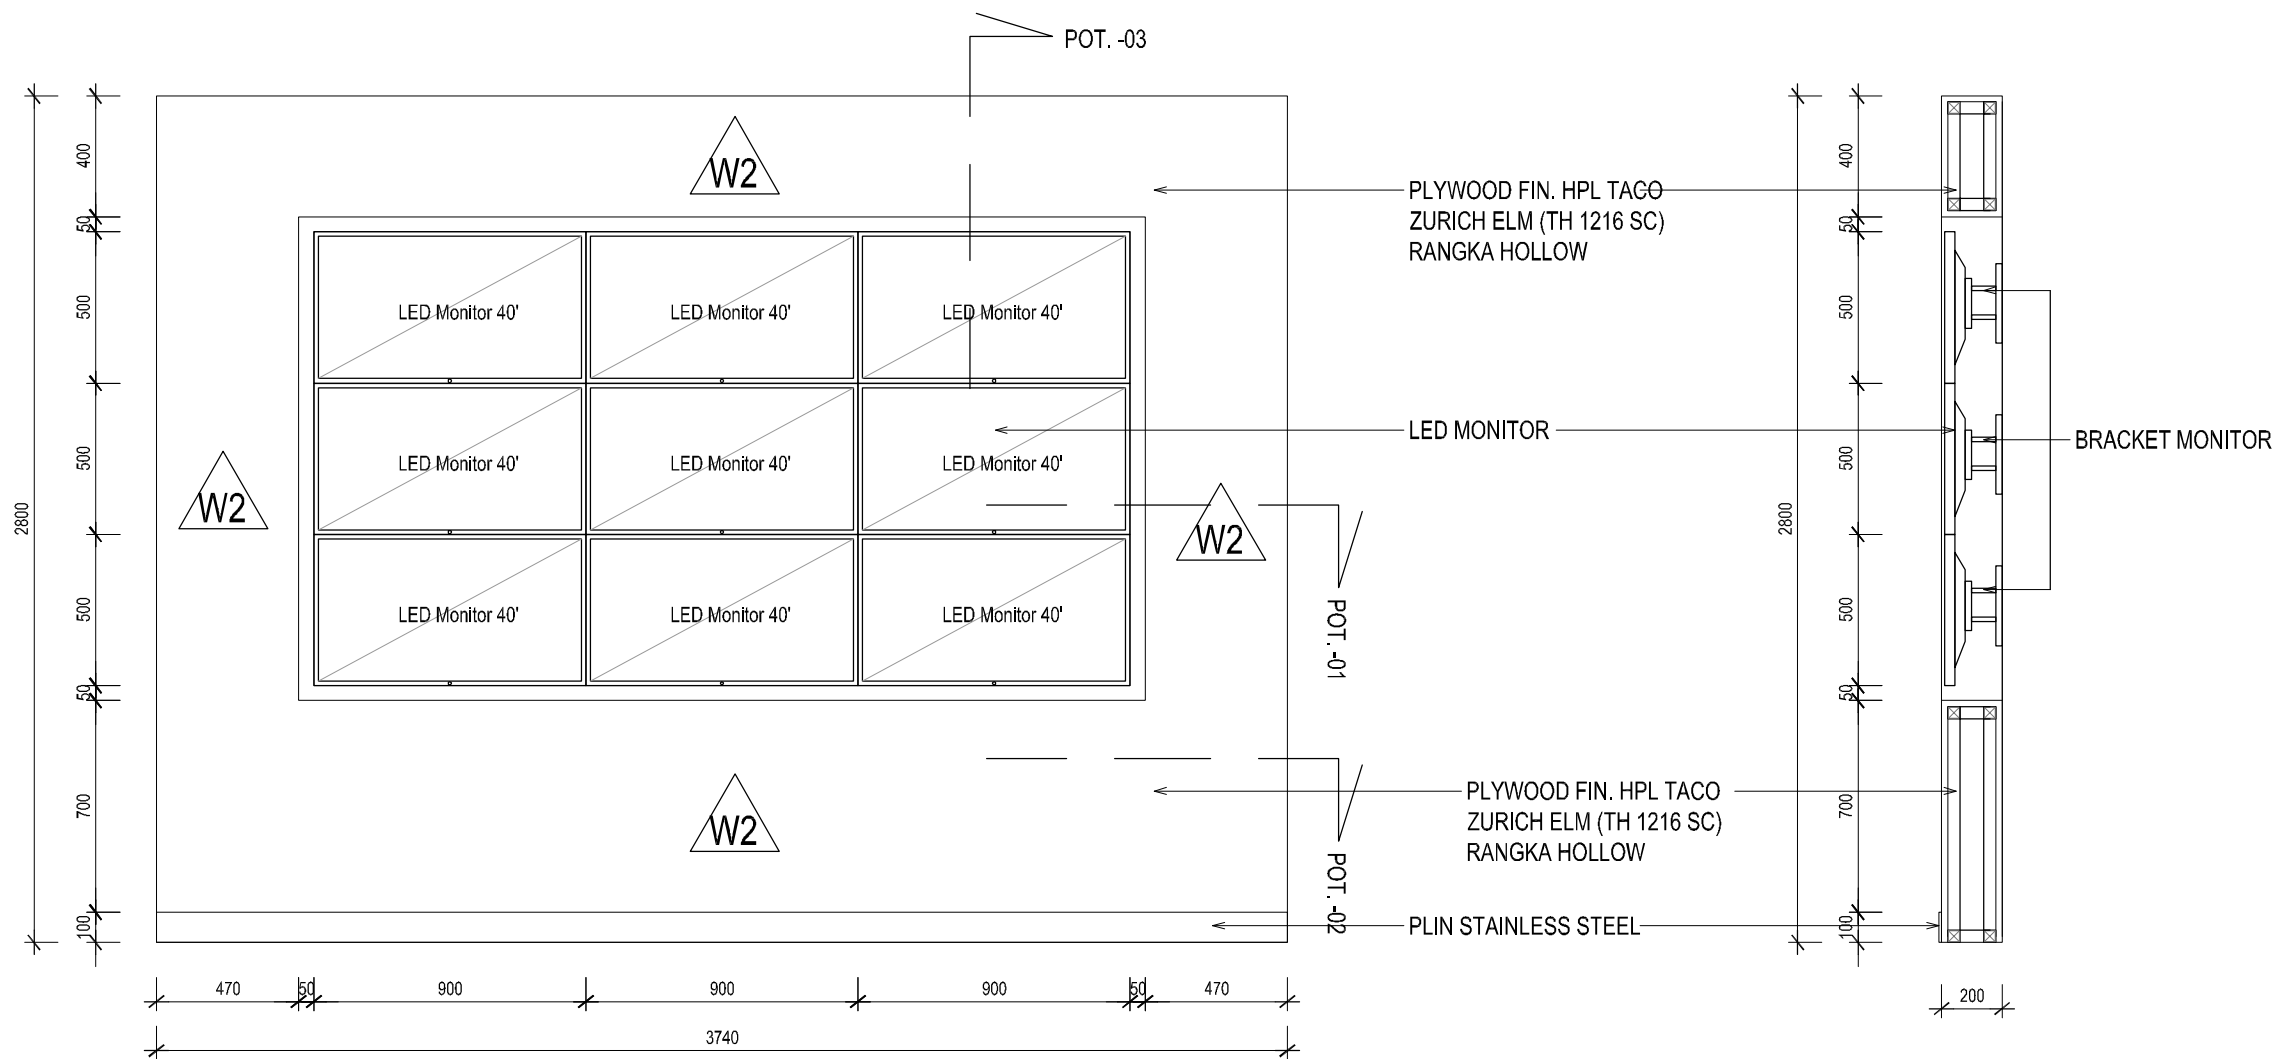 POT. -03
W2
PLYWOOD FIN. HPL TACO
ZURICH ELM (TH 1216 SC)
RANGKA HOLLOW
LED Monitor 40'
LED Monitor 40'
LED Monitor 40'
LED MONITOR
BRACKET MONITOR
LED Monitor 40'
LED Monitor 40'
LED Monitor 40'
W2
W2
LED Monitor 40'
LED Monitor 40'
LED Monitor 40'
POT. -01
W2
PLYWOOD FIN. HPL TACO
ZURICH ELM (TH 1216 SC)
RANGKA HOLLOW
POT. -02
PLIN STAINLESS STEEL
2800
400
50
500
500
500
50
700
100
470
50
900
900
900
50
470
3740
2800
400
50
500
500
500
50
700
100
200